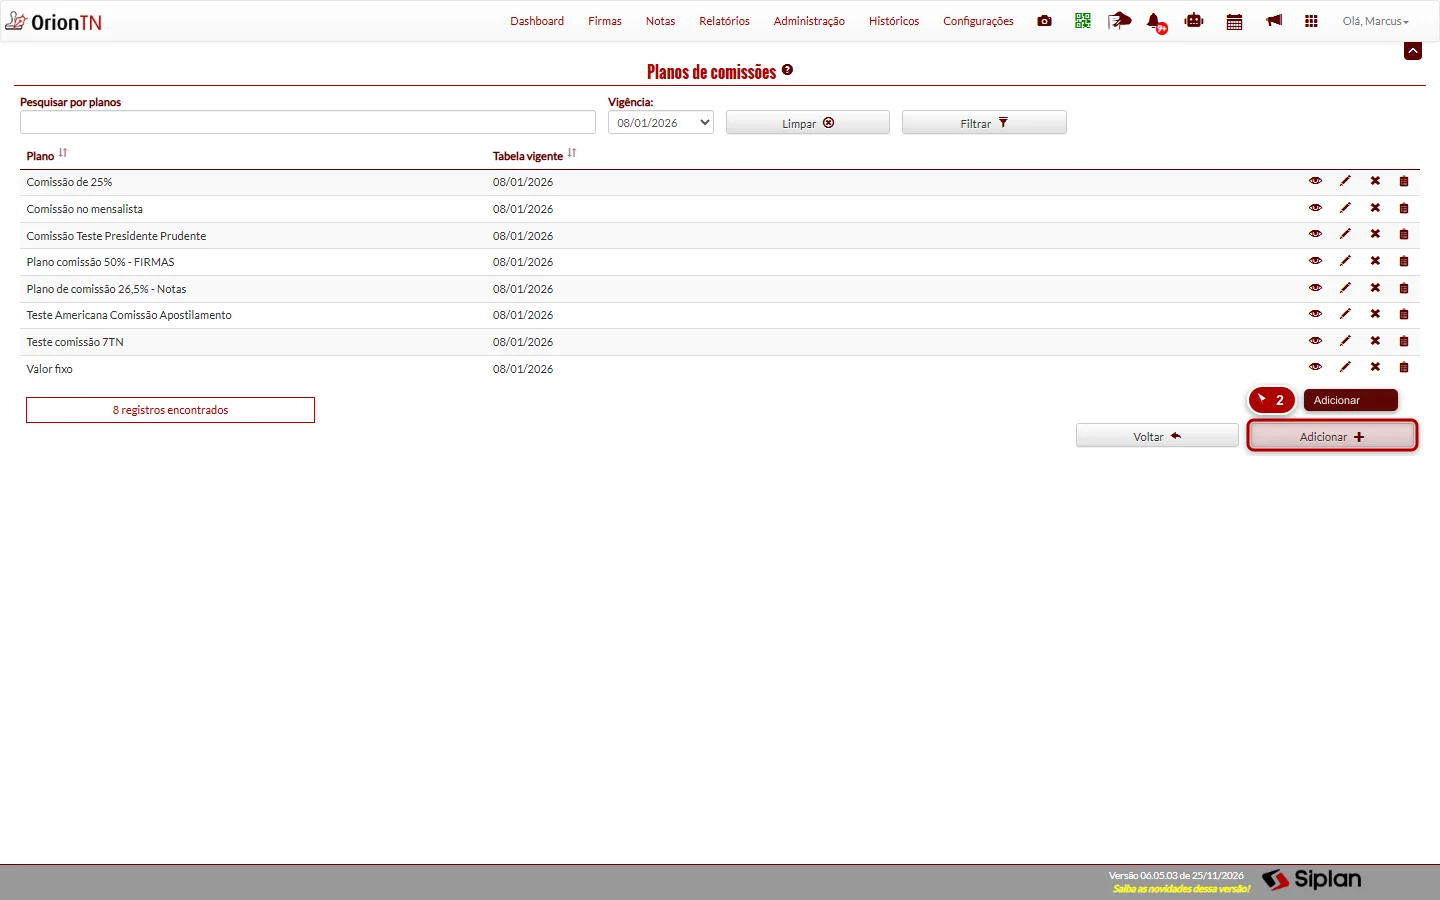 OrionTN
Dashboard Firmas Notas Relatórios Administração Históricos Configurações 9+ Olá, Marcus
Planos de comissões
Pesquisar por planos Vigência:
08/01/2026 Limpar Filtrar
Plano Tabela vigente
Comissão de 25% 08/01/2026
Comissão no mensalista 08/01/2026
Comissão Teste Presidente Prudente 08/01/2026
Plano comissão 50% - FIRMAS 08/01/2026
Plano de comissão 26,5% - Notas 08/01/2026
Teste Americana Comissão Apostilamento 08/01/2026
Teste comissão 7TN 08/01/2026
Valor fixo 08/01/2026
2 Adicionar
8 registros encontrados
Voltar Adicionar
Versão 06.05.03 de 25/11/2026
Saiba as novidades dessa versão!
Siplan